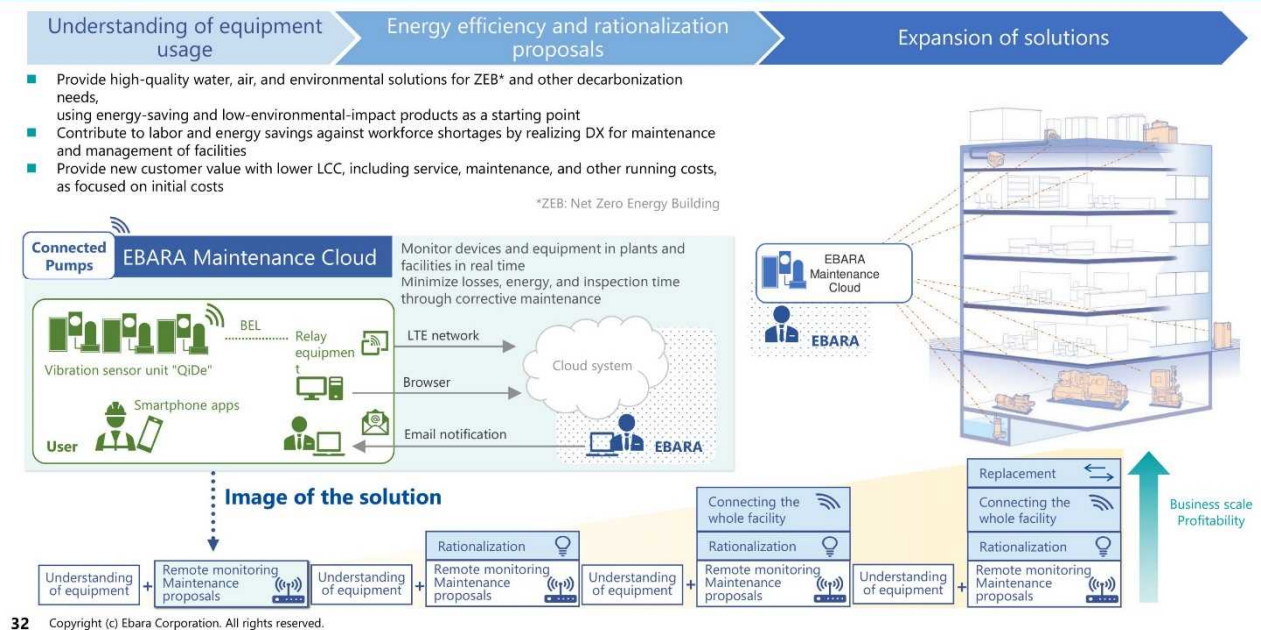 Understanding of equipment
usage
Energy efficiency and rationalization
proposals
Expansion of solutions
Provide high-quality water, air, and environmental solutions for ZEB* and other decarbonization
needs,
using energy-saving and low-environmental-impact products as a starting point
Contribute to labor and energy savings against workforce shortages by realizing DX for maintenance
and management of facilities
Provide new customer value with lower LCC, including service, maintenance, and other running costs,
as focused on initial costs
*ZEB: Net Zero Energy Building
Connected
Pumps
EBARA Maintenance Cloud
Monitor devices and equipment in plants and
facilities in real time
Minimize losses, energy, and inspection time
through corrective maintenance
BEL
Relay
equipmen
t
Vibration sensor unit "QiDe"
Smartphone apps
User
LTE network
Browser
Email notification
Cloud system
EBARA
EBARA
Maintenance
Cloud
EBARA
Image of the solution
Understanding
of equipment
+
Remote monitoring
Maintenance
proposals
Understanding
of equipment
+
Rationalization
Remote monitoring
Maintenance
proposals
Understanding
of equipment
+
Connecting the
whole facility
Rationalization
Remote monitoring
Maintenance
proposals
Understanding
of equipment
+
Replacement
Connecting the
whole facility
Rationalization
Remote monitoring
Maintenance
proposals
Business scale
Profitability
32 Copyright (c) Ebara Corporation. All rights reserved.